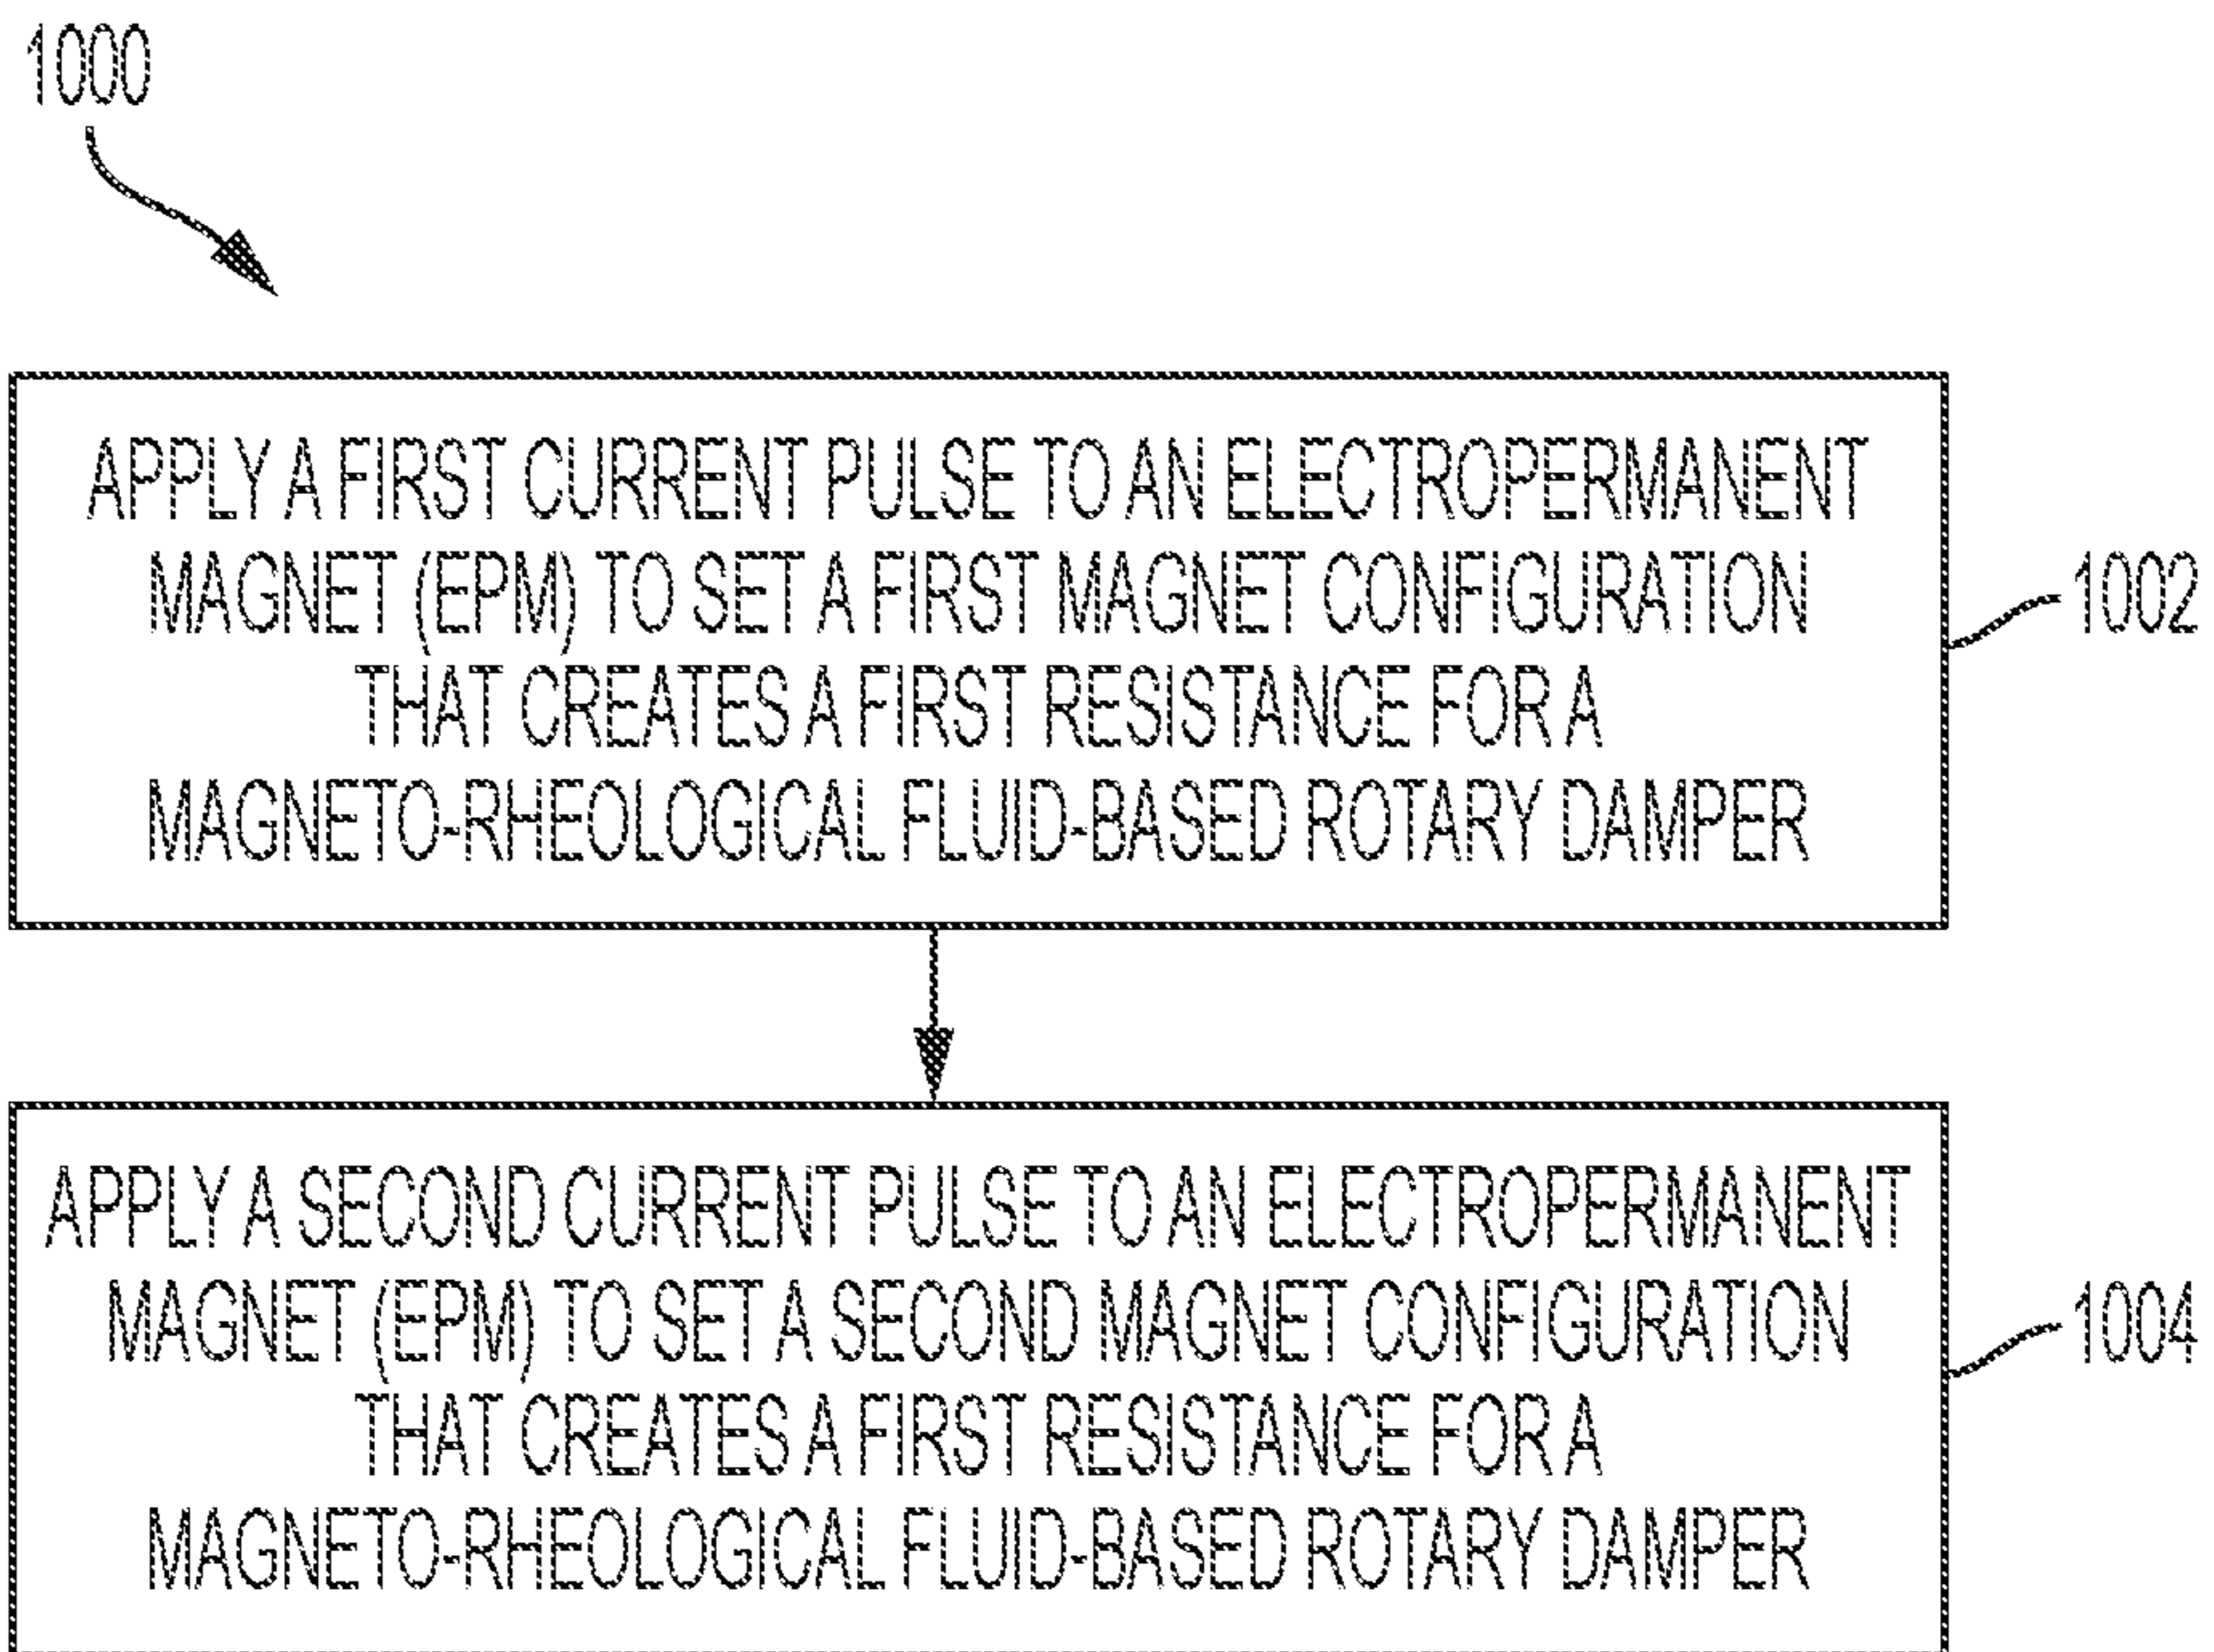 1000
APPLY A FIRST CURRENT PULSE TO AN ELECTROPERMANENT
MAGNET (EPM) TO SET A FIRST MAGNET CONFIGURATION
THAT CREATES A FIRST RESISTANCE FOR A
MAGNETO-RHEOLOGICAL FLUID-BASED ROTARY DAMPER
1002
APPLY A SECOND CURRENT PULSE TO AN ELECTROPERMANENT
MAGNET (EPM) TO SET A SECOND MAGNET CONFIGURATION
THAT CREATES A FIRST RESISTANCE FOR A
MAGNETO-RHEOLOGICAL FLUID-BASED ROTARY DAMPER
1004